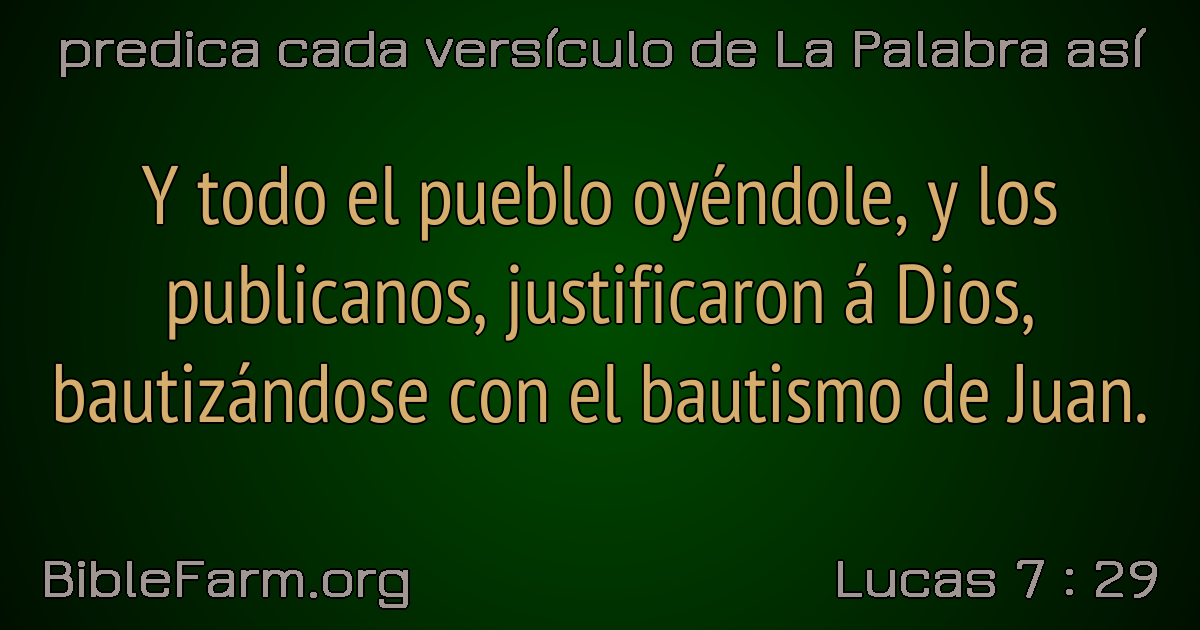 predica cada versículo de La Palabra así
Y todo el pueblo oyéndole, y los
publicanos, justificaron á Dios,
bautizándose con el bautismo de Juan.
BibleFarm.org
Lucas 7 : 29